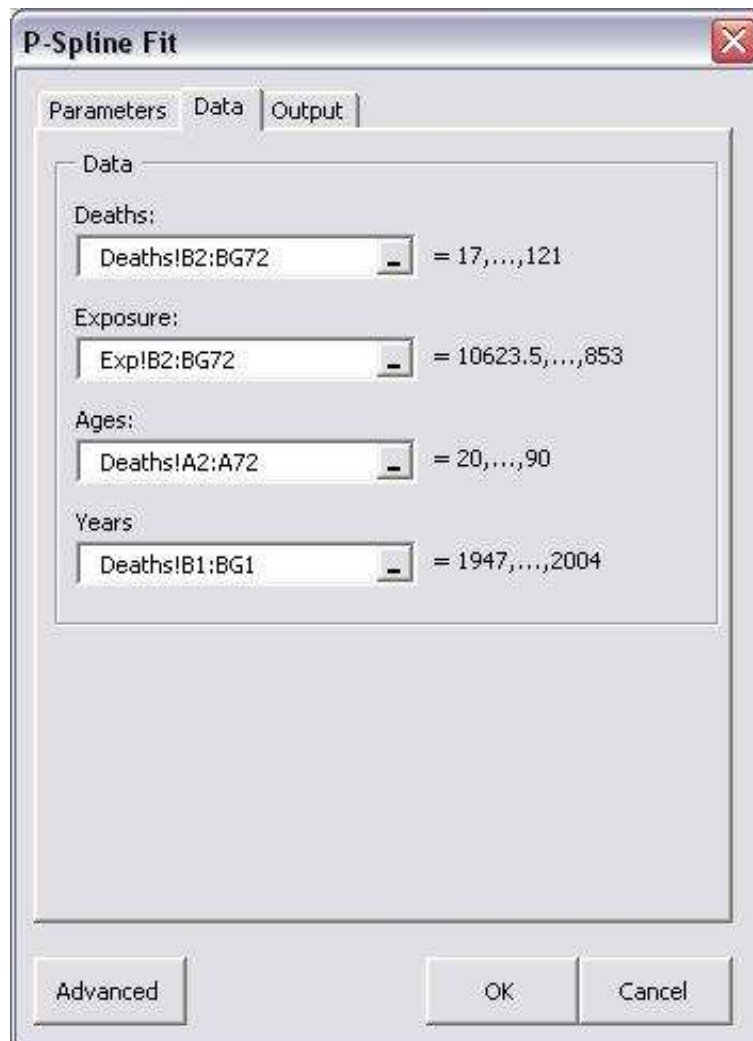 P-Spline Fit
Parameters Data Output
Data
Deaths:
Deaths!B2:BG72 = 17,...,121
Exposure:
Exp!B2:BG72 = 10623.5,...,853
Ages:
Deaths!A2:A72 = 20,...,90
Years
Deaths!B1:BG1 = 1947,...,2004
Advanced OK Cancel